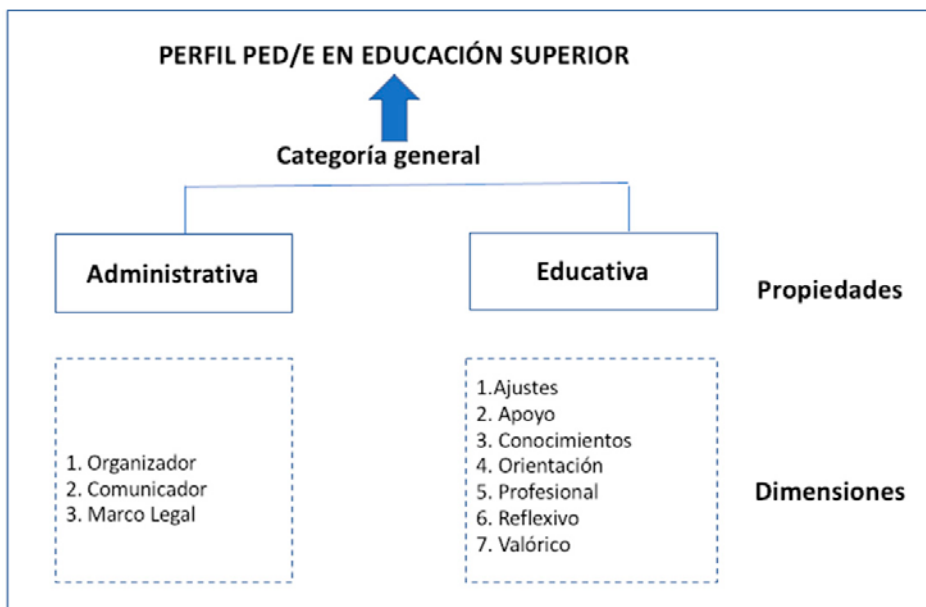 PERFIL PED/E EN EDUCACIÓN SUPERIOR
Categoría general
Administrativa
Educativa
Propiedades
1. Organizador
2. Comunicador
3. Marco Legal
1.Ajustes
2. Apoyo
3. Conocimientos
4. Orientación
5. Profesional
6. Reflexivo
7. Valórico
Dimensiones